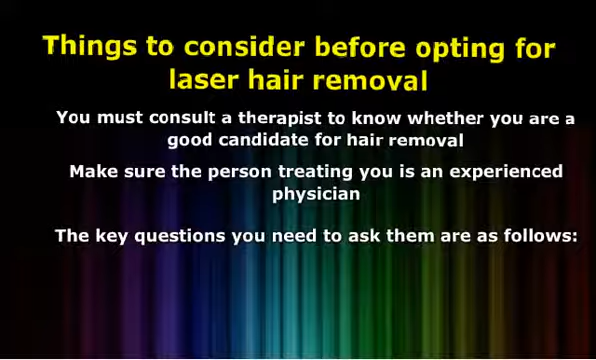 Things to consider before opting for
laser hair removal
You must consult a therapist to know whether you are a
good candidate for hair removal
Make sure the person treating you is an experienced
physician
The key questions you need to ask them are as follows: